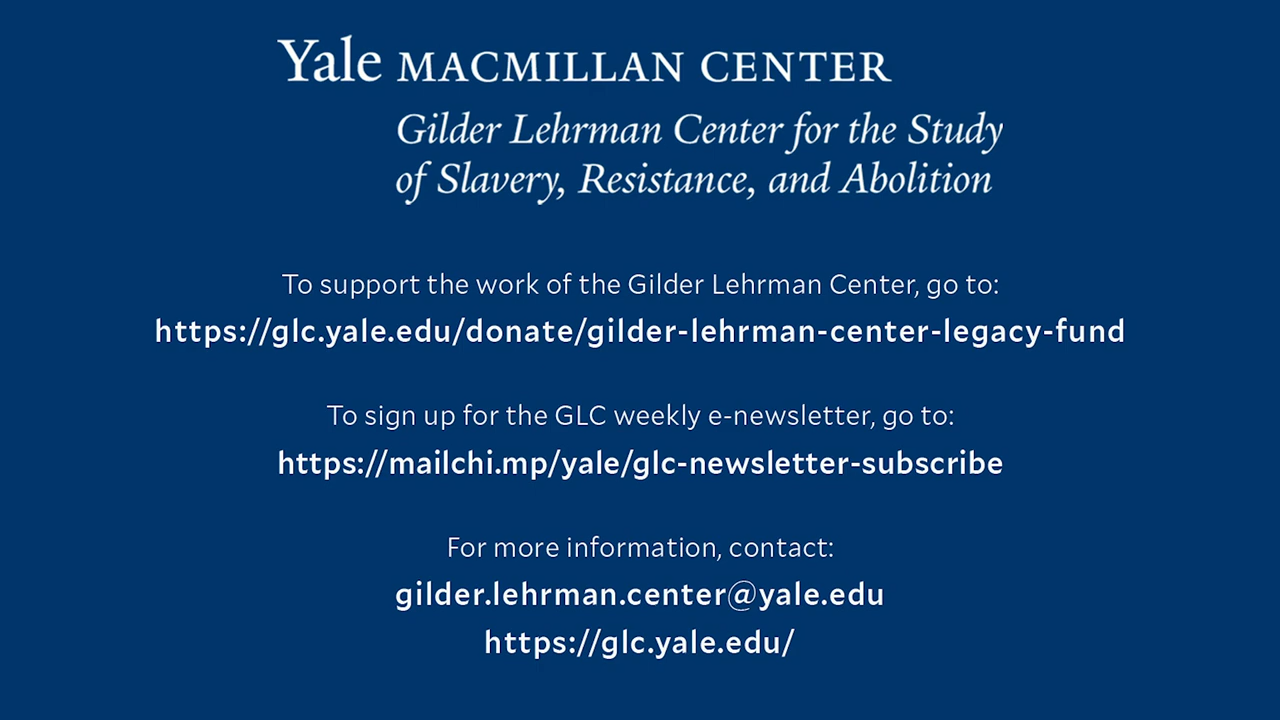 Yale MACMILLAN CENTER
Gilder Lehrman Center for the Study
of Slavery, Resistance, and Abolition
To support the work of the Gilder Lehrman Center, go to:
https://glc.yale.edu/donate/gilder-lehrman-center-legacy-fund
To sign up for the GLC weekly e-newsletter, go to:
https://mailchi.mp/yale/glc-newsletter-subscribe
For more information, contact:
gilder.lehrman.center@yale.edu
https://glc.yale.edu/